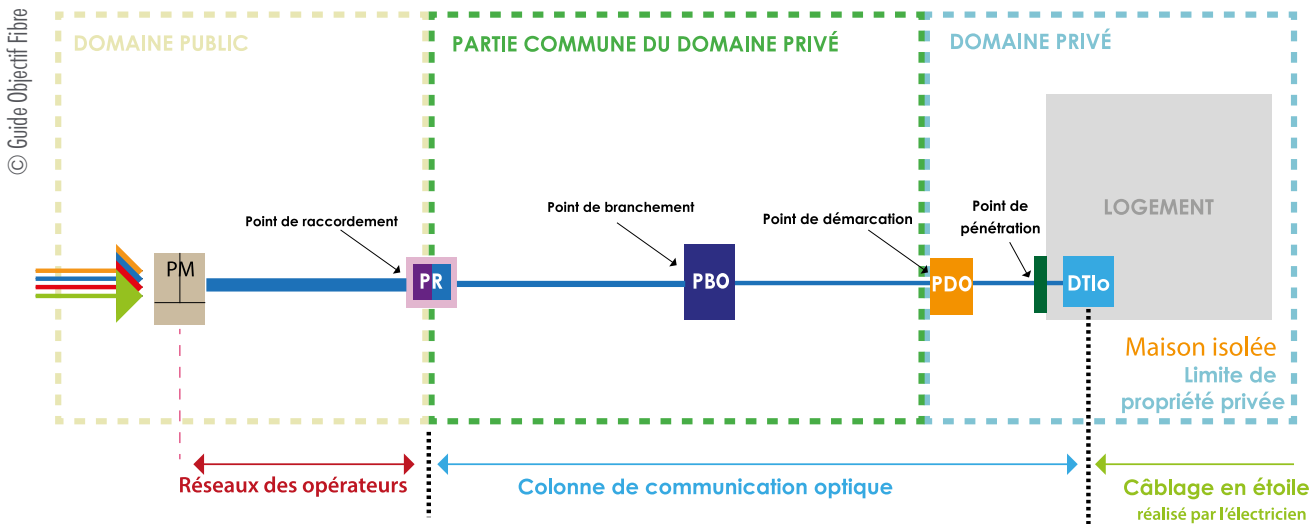 © Guide Objectif Fibre
DOMAINE PUBLIC
PARTIE COMMUNE DU DOMAINE PRIVÉ
DOMAINE PRIVÉ
Point de raccordement
Point de branchement
Point de démarcation
Point de
pénétration
LOGEMENT
PM
PR
PBO
PDO
DTIo
Maison isolée
Limite de
propriété privée
Réseaux des opérateurs
Colonne de communication optique
Câblage en étoile
réalisé par l'électricien